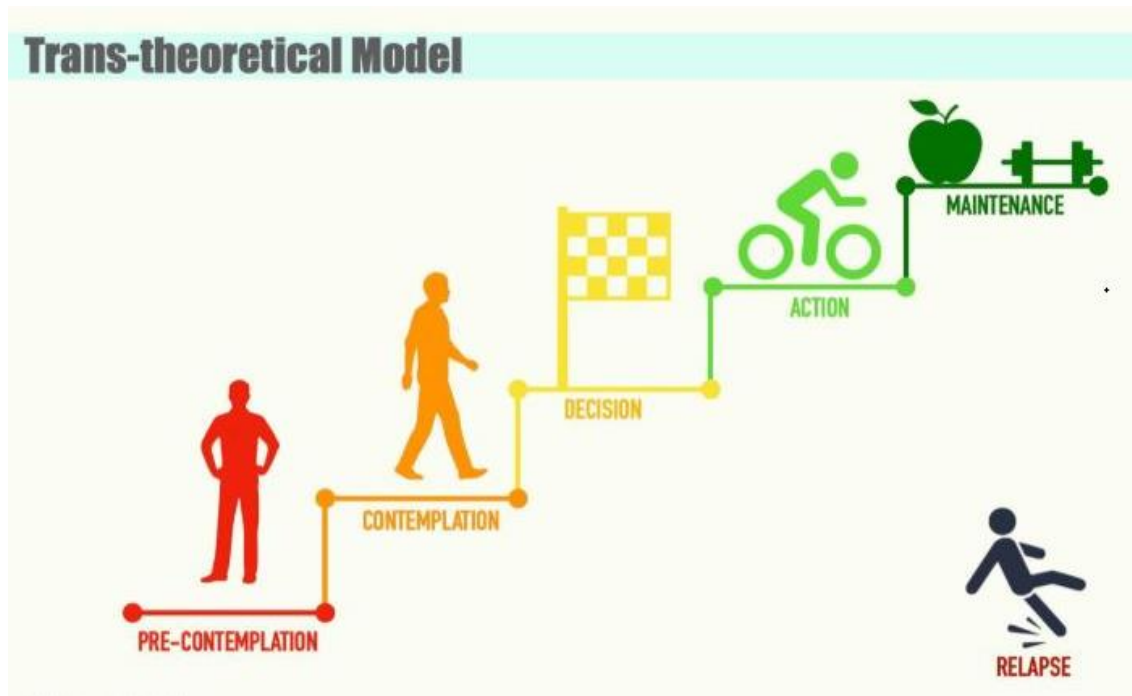 Trans-theoretical Model
MAINTENANCE
ACTION
DECISION
CONTEMPLATION
PRE-CONTEMPLATION
RELAPSE